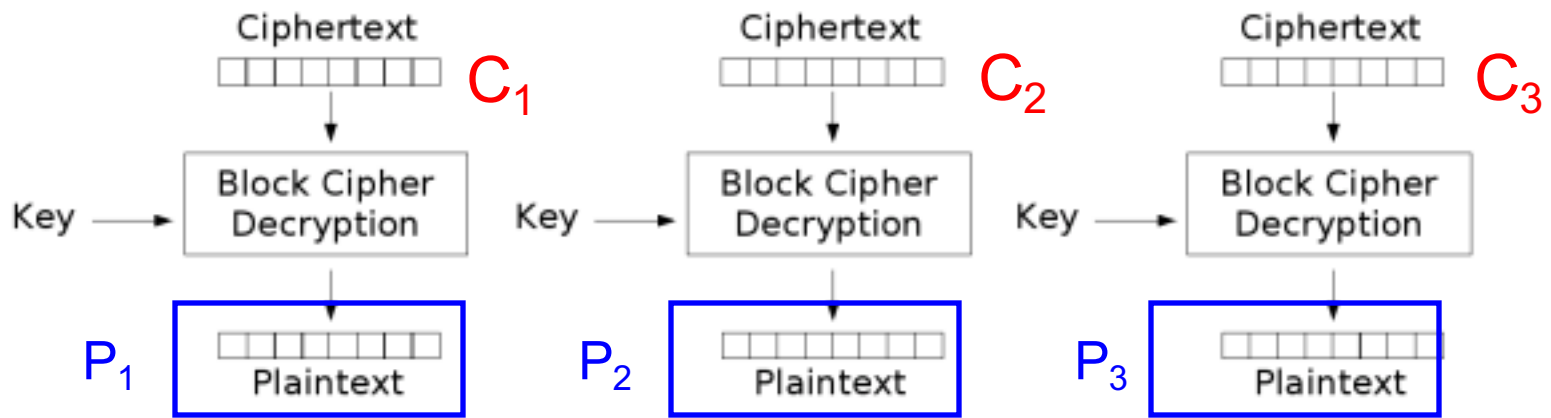 Ciphertext Ciphertext Ciphertext
C₁ C₂ C₃
Block Cipher Block Cipher Block Cipher
Key Decryption Key Decryption Key Decryption
P₁ P₂ P₃
Plaintext Plaintext Plaintext